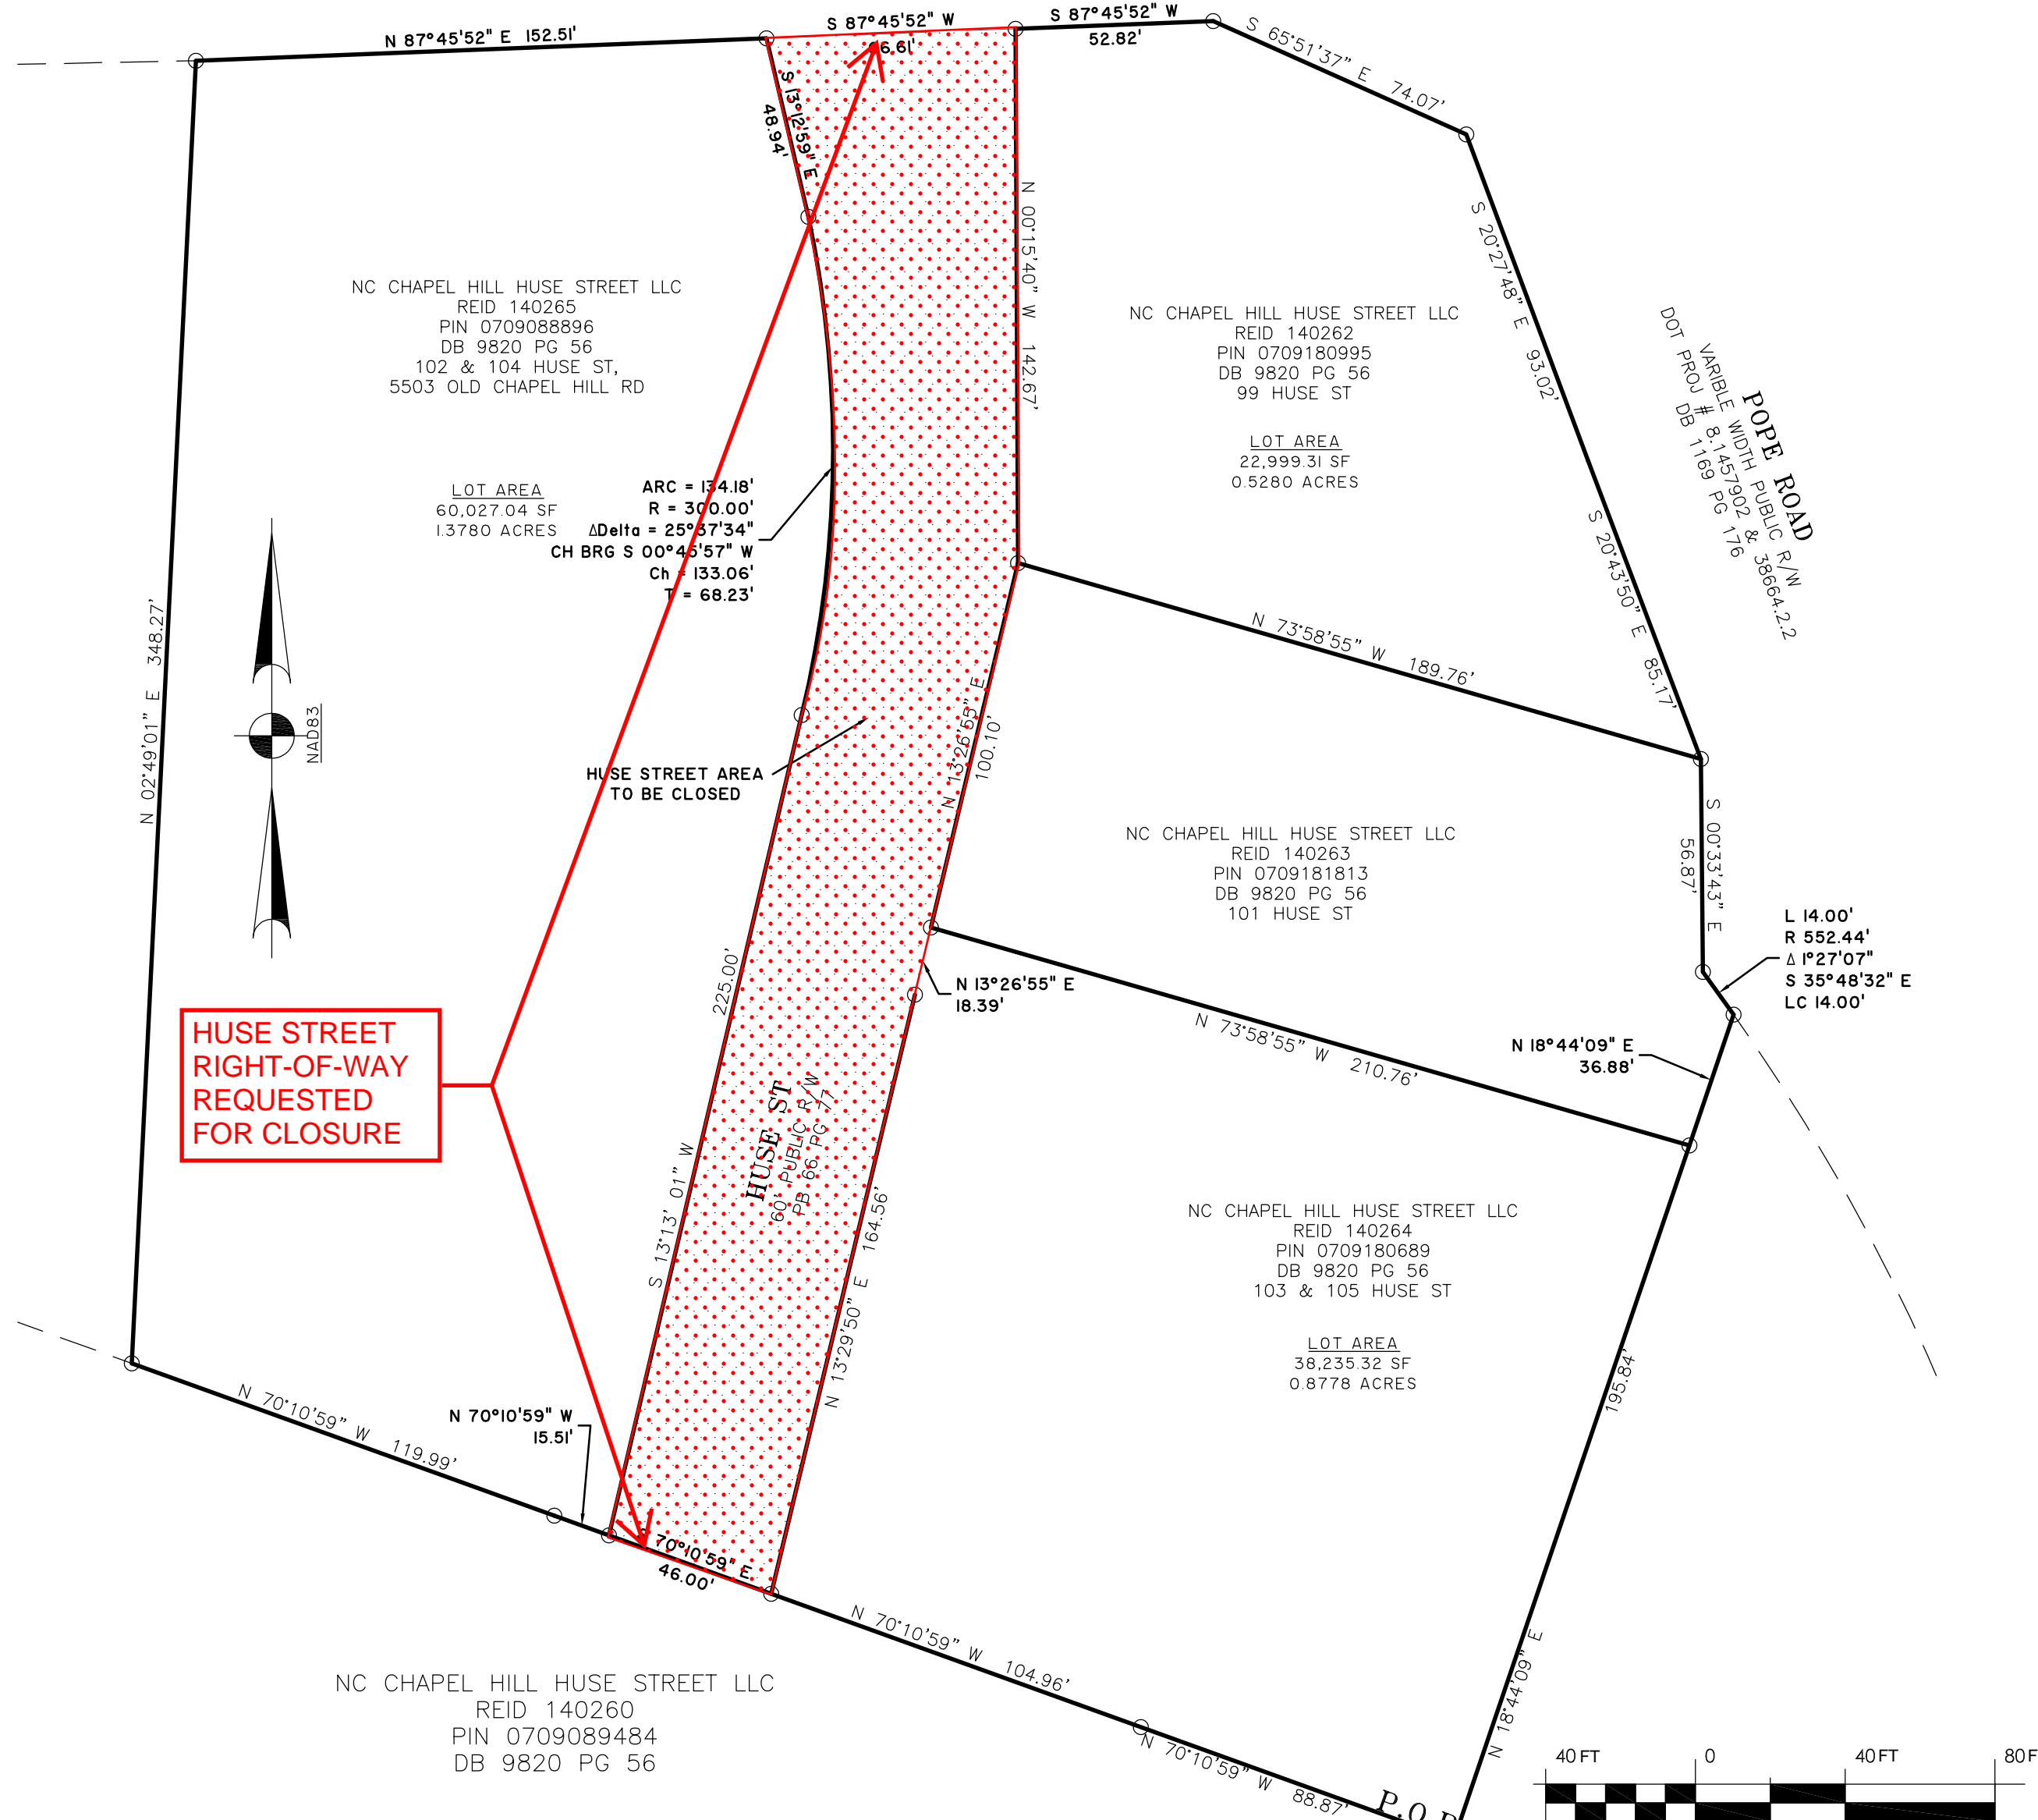 N 87°45'52" E 152.51'
S 87°45'52" W
66.61'
S 87°45'52" W
52.82'
S 65°51'37" E 74.07'
S 13°12'59" E
48.94'
N 00°15'40" W 142.67'
S 20°27'48" E 93.02'
NC CHAPEL HILL HUSE STREET LLC
REID 140265
PIN 0709088896
DB 9820 PG 56
102 & 104 HUSE ST,
5503 OLD CHAPEL HILL RD
LOT AREA
60,027.04 SF
1.3780 ACRES
ARC = 134.18'
R = 300.00'
ΔDelta = 25°37'34"
CH BRG S 00°45'57" W
Ch = 133.06'
T = 68.23'
NC CHAPEL HILL HUSE STREET LLC
REID 140262
PIN 0709180995
DB 9820 PG 56
99 HUSE ST
LOT AREA
22,999.31 SF
0.5280 ACRES
POPE ROAD
VARIBLE WIDTH PUBLIC R/W
DOT PROJ # 8.1457902 & 38664.2.2
DB 1169 PG 176
S 20°43'50" E 85.17'
N 73°58'55" W 189.76'
N 02°49'01" E 348.27'
NAD83
HUSE STREET AREA
TO BE CLOSED
N 13°26'55" E
100.10'
NC CHAPEL HILL HUSE STREET LLC
REID 140263
PIN 0709181813
DB 9820 PG 56
101 HUSE ST
S 00°33'43" E
56.87'
L 14.00'
R 552.44'
Δ 1°27'07"
S 35°48'32" E
LC 14.00'
N 13°26'55" E
18.39'
N 73°58'55" W 210.76'
N 18°44'09" E
36.88'
HUSE STREET
RIGHT-OF-WAY
REQUESTED
FOR CLOSURE
S 13°13' 01" W 225.00'
HUSE ST
60' PUBLIC R/W
PB 66 PG 77
N 13°29'50" E 164.56'
NC CHAPEL HILL HUSE STREET LLC
REID 140264
PIN 0709180689
DB 9820 PG 56
103 & 105 HUSE ST
LOT AREA
38,235.32 SF
0.8778 ACRES
N 18°44'09" E 195.84'
N 70°10'59" W 119.99'
N 70°10'59" W
15.51'
S 70°10'59" E
46.00'
N 70°10'59" W 104.96'
N 70°10'59" W 88.87'
NC CHAPEL HILL HUSE STREET LLC
REID 140260
PIN 0709089484
DB 9820 PG 56
P.O.
40 FT 0 40 FT 80 F